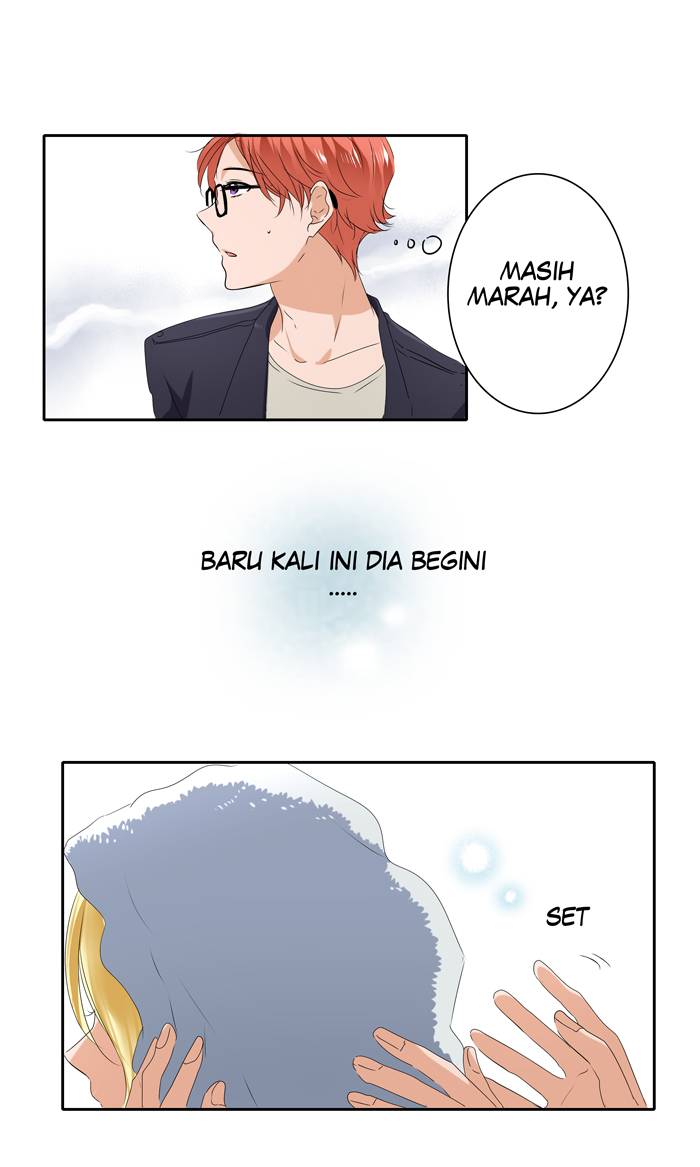 MASIH
MARAH, YA?
BARU KALI INI DIA BEGINI
.....
SET